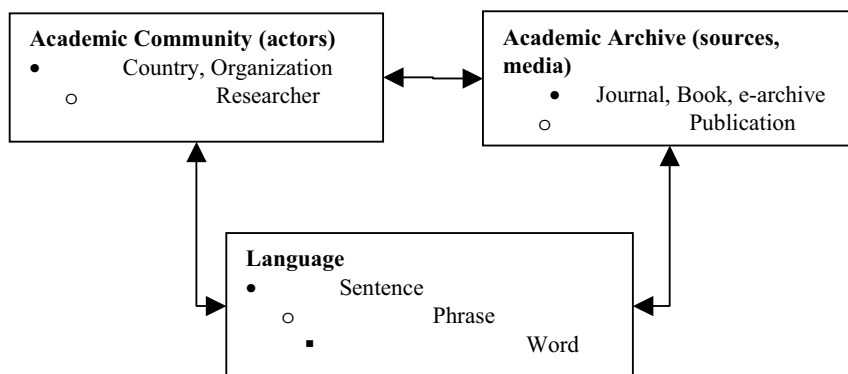 Academic Community (actors)
● Country, Organization
○ Researcher
Academic Archive (sources,
media)
● Journal, Book, e-archive
○ Publication
Language
● Sentence
○ Phrase
■ Word